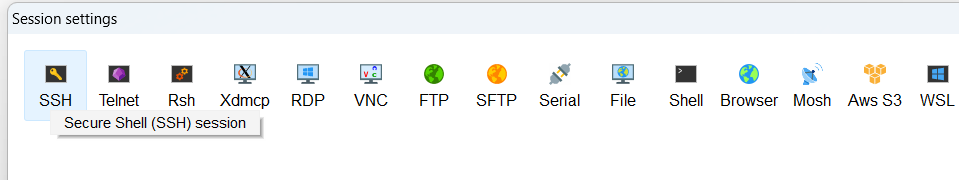 Session settings
SSH Telnet Rsh Xdmcp RDP VNC FTP SFTP Serial File Shell Browser Mosh Aws S3 WSL
Secure Shell (SSH) session